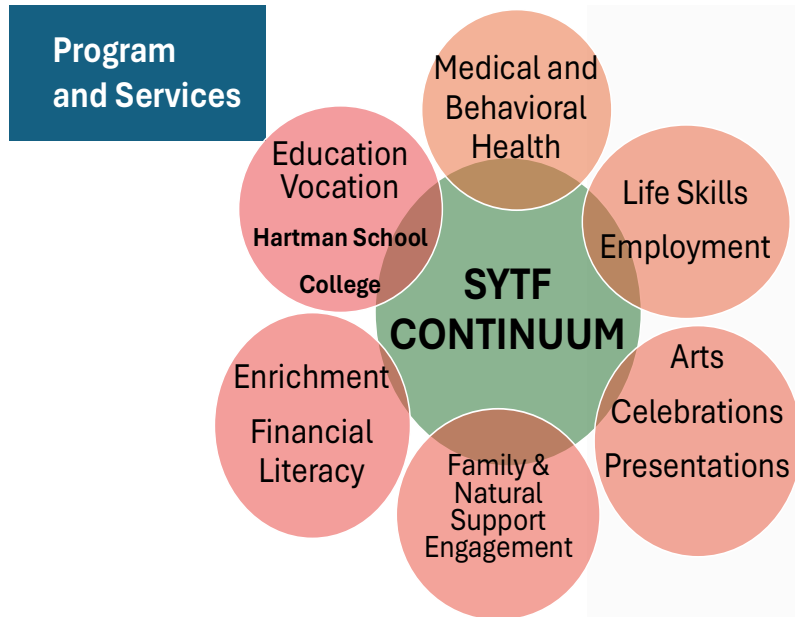 Program
and Services
Medical and
Behavioral
Health
Education
Vocation
Hartman School
College
Life Skills
Employment
SYTF
CONTINUUM
Enrichment
Financial
Literacy
Arts
Celebrations
Presentations
Family &
Natural
Support
Engagement